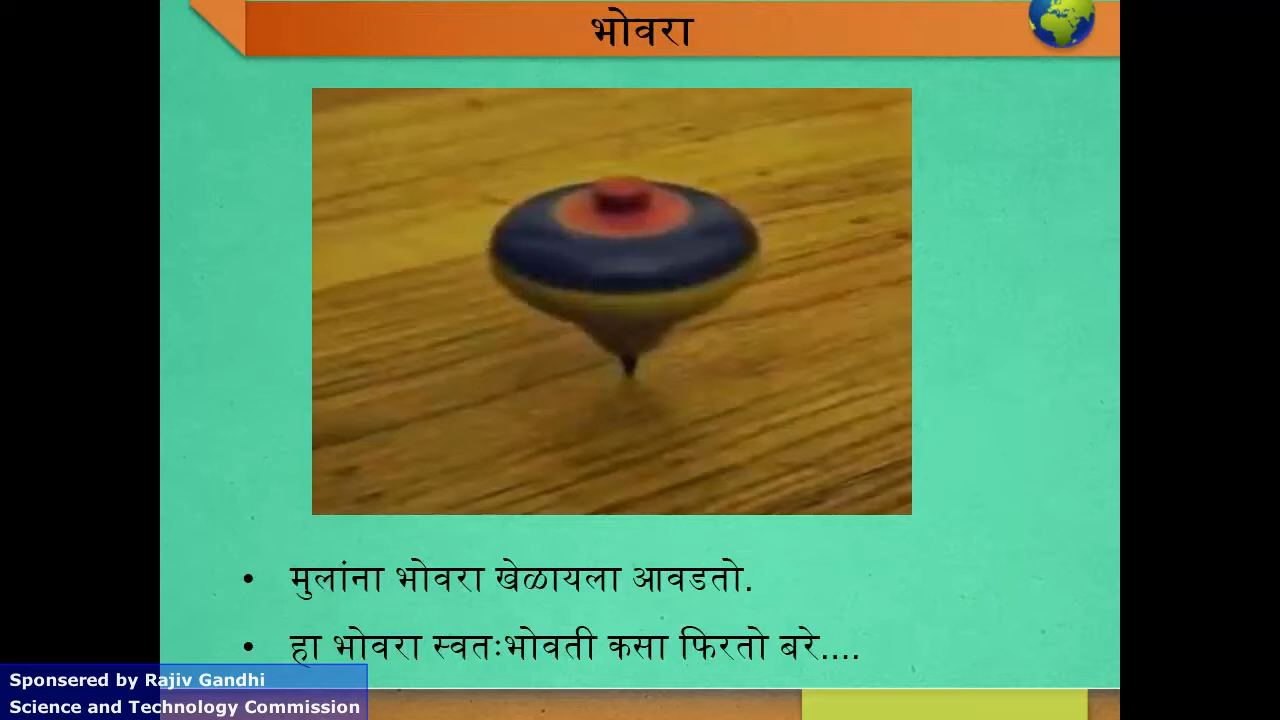 भोवरा
• मुलांना भोवरा खेळायला आवडतो.
• हा भोवरा स्वतःभोवती कसा फिरतो बरे....
Sponsered by Rajiv Gandhi
Science and Technology Commission